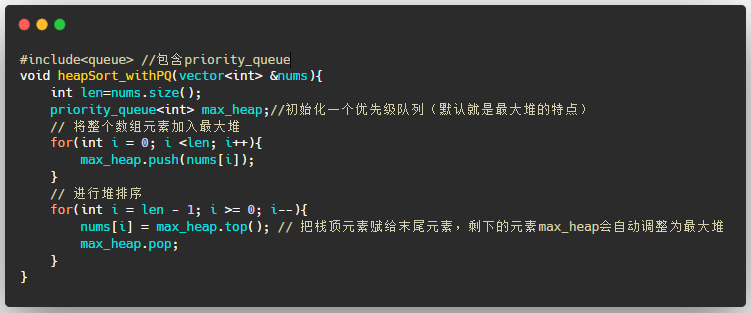 #include<queue> //包含priority_queue
void heapSort_withPQ(vector<int> &nums){
    int len=nums.size();
    priority_queue<int> max_heap;//初始化一个优先级队列（默认就是最大堆的特点）
    // 将整个数组元素加入最大堆
    for(int i = 0; i <len; i++){
        max_heap.push(nums[i]);
    }
    // 进行堆排序
    for(int i = len - 1; i >= 0; i--){
        nums[i] = max_heap.top(); // 把栈顶元素赋给末尾元素，剩下的元素max_heap会自动调整为最大堆
        max_heap.pop;
    }
}